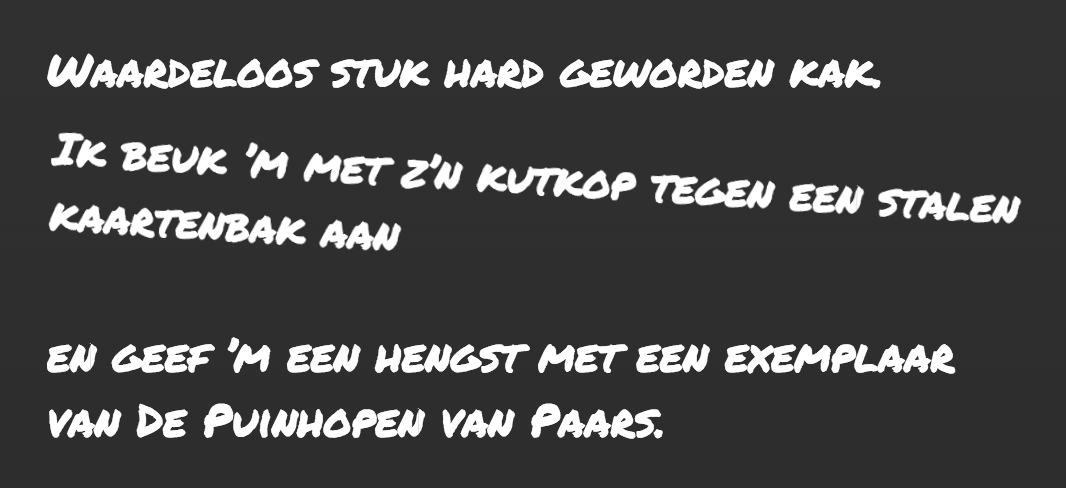 Waardeloos stuk hard geworden kak.
Ik beuk 'm met z'n kutkop tegen een stalen
kaartenbak aan
en geef 'm een hengst met een exemplaar
van De Puinhopen van Paars.